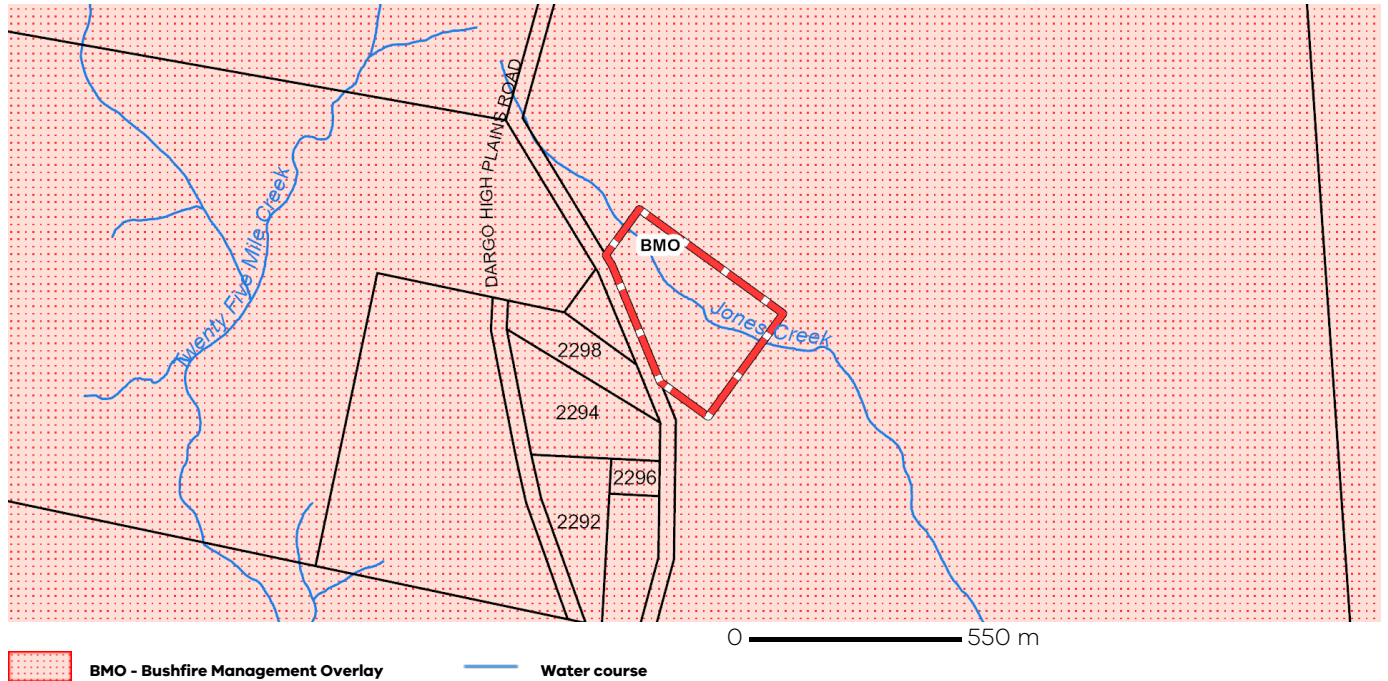 DARGO HIGH PLAINS ROAD
Twenty Five Mile Creek
BMO
Jones Creek
2298
2294
2296
2292
0 550 m
BMO - Bushfire Management Overlay
Water course